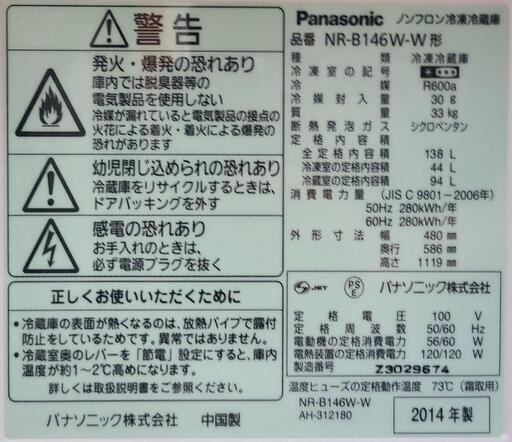 警告
発火・爆発の恐れあり
庫内では脱臭器等の
電気製品を使用しない
冷媒が漏れていると電気製品の接点の
火花による着火・着火による爆発の
恐れがあります
幼児閉じ込められの恐れあり
冷蔵庫をリサイクルするときは、
ドアパッキングを外す
感電の恐れあり
お手入れのときは、
必ず電源プラグを抜く
正しくお使いいただくために
●冷蔵庫の表面が熱くなるのは、放熱パイプで露付
防止をしているためです。異常ではありません。
●冷蔵室奥のレバーを「節電」設定にすると、庫内
温度が約1〜2℃高めになります。
詳しくは取扱説明書をご参照ください。
パナソニック株式会社 中国製
Panasonic ノンフロン冷凍冷蔵庫
品番 NR-B146W-W形
種類 冷凍冷蔵庫
冷凍室の記号
冷媒 R600a
冷媒封入量 30g
質量 33kg
断熱発泡ガス シクロペンタン
定格内容積
全定格内容積 138 L
冷凍室の定格内容積 44 L
冷蔵室の定格内容積 94 L
消費電力量 (JIS C 9801-2006年)
50Hz 280kWh/年
60Hz 280kWh/年
外形寸法 幅 480 ㎜
奥行 586 ㎜
高さ 1119 ㎜
JET PSE パナソニック株式会社
定格電圧 100 V
定格周波数 50/60 Hz
電動機の定格消費電力 56/60 W
電熱装置の定格消費電力 120/120 W
製造番号 Z3029674
温度ヒューズの定格動作温度 73℃(霜取用)
NR-B146W-W
AH-312180
2014年製